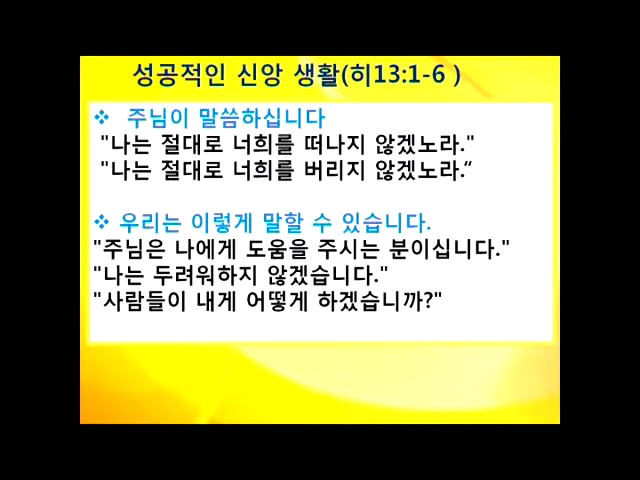 성공적인 신앙 생활(히13:1-6 )
❖ 주님이 말씀하십니다
"나는 절대로 너희를 떠나지 않겠노라."
"나는 절대로 너희를 버리지 않겠노라.“
❖ 우리는 이렇게 말할 수 있습니다.
"주님은 나에게 도움을 주시는 분이십니다."
"나는 두려워하지 않겠습니다."
"사람들이 내게 어떻게 하겠습니까?"